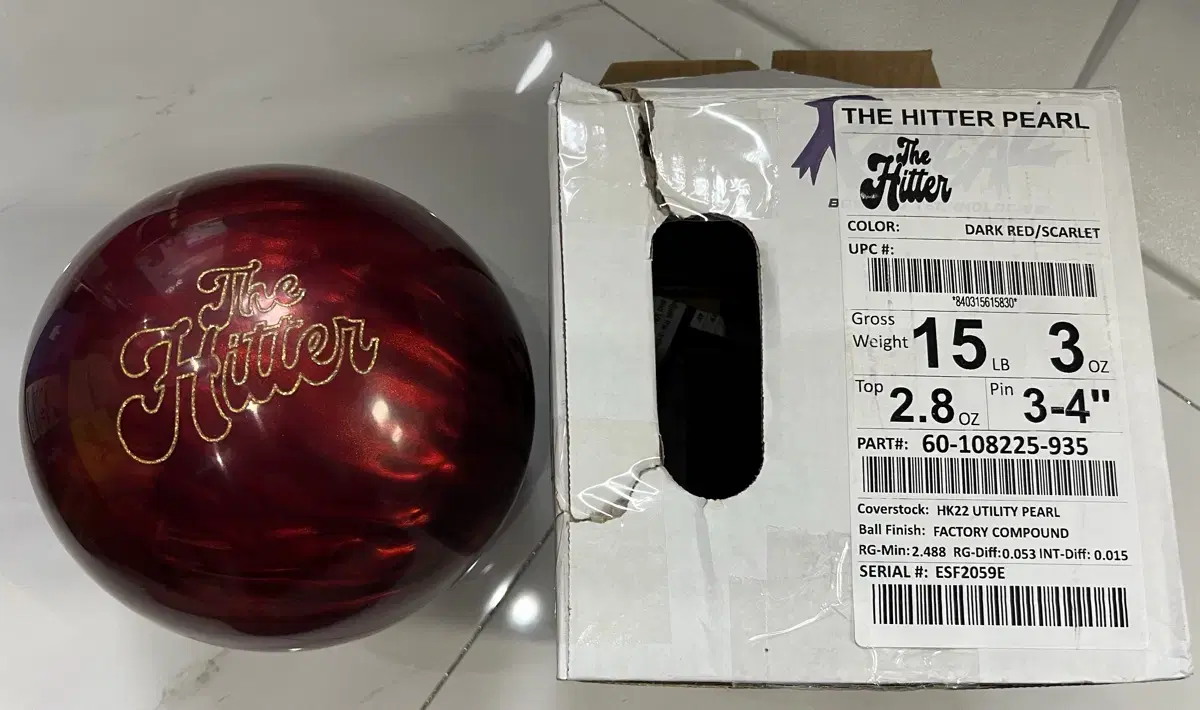 The
Hitter
THE HITTER PEARL
The
Hitter
COLOR: DARK RED/SCARLET
UPC #:
*840315615830*
Gross
Weight 15 LB 3 OZ
Top 2.8 OZ Pin 3-4"
PART#: 60-108225-935
Coverstock: HK22 UTILITY PEARL
Ball Finish: FACTORY COMPOUND
RG-Min: 2.488 RG-Diff: 0.053 INT-Diff: 0.015
SERIAL #: ESF2059E